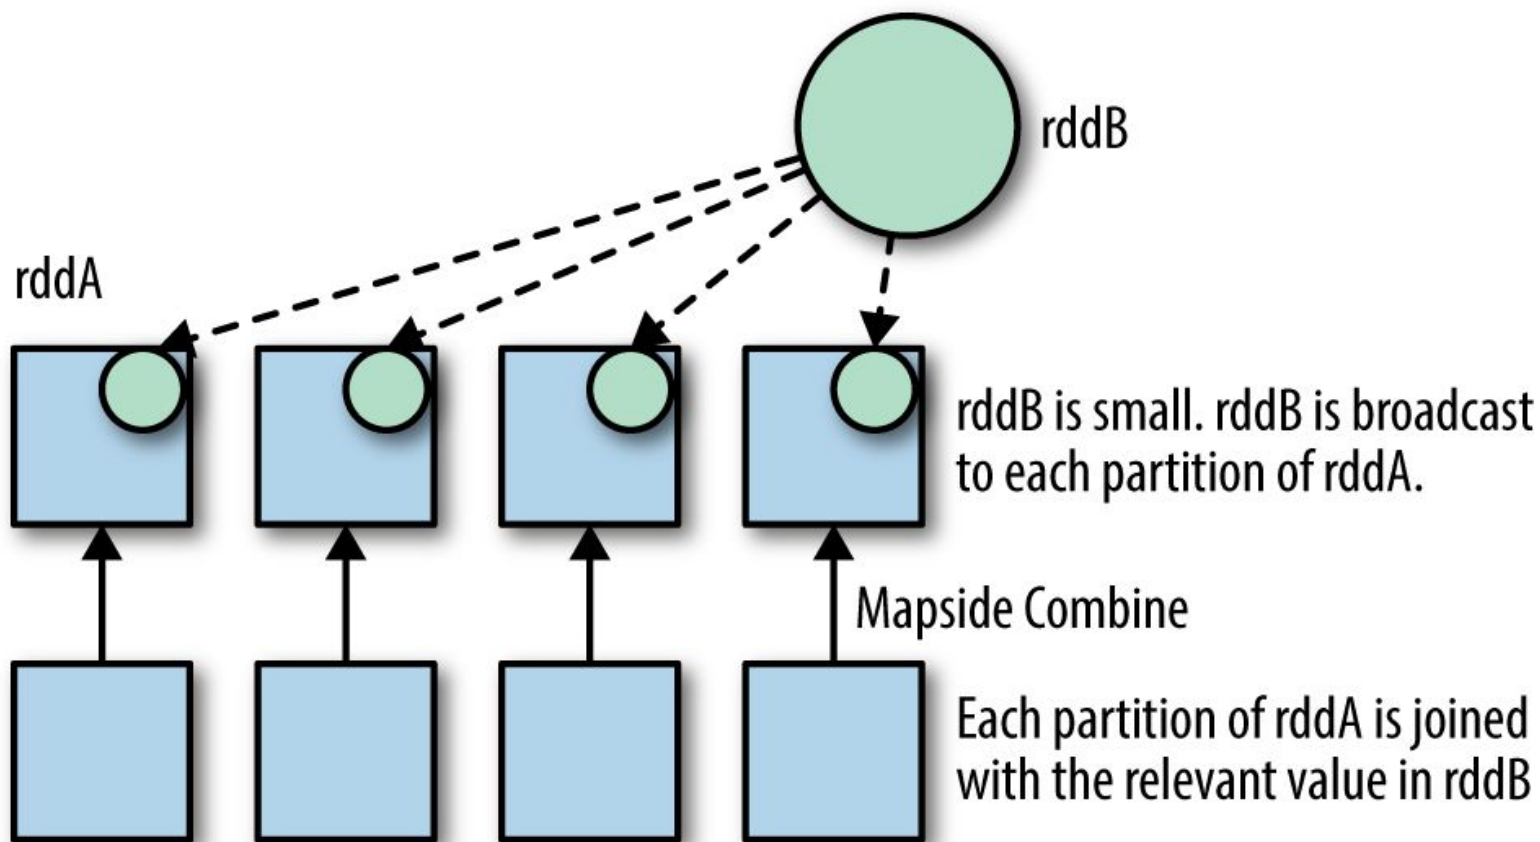 rddB
rddA
rddB is small. rddB is broadcast
to each partition of rddA.
Mapside Combine
Each partition of rddA is joined
with the relevant value in rddB